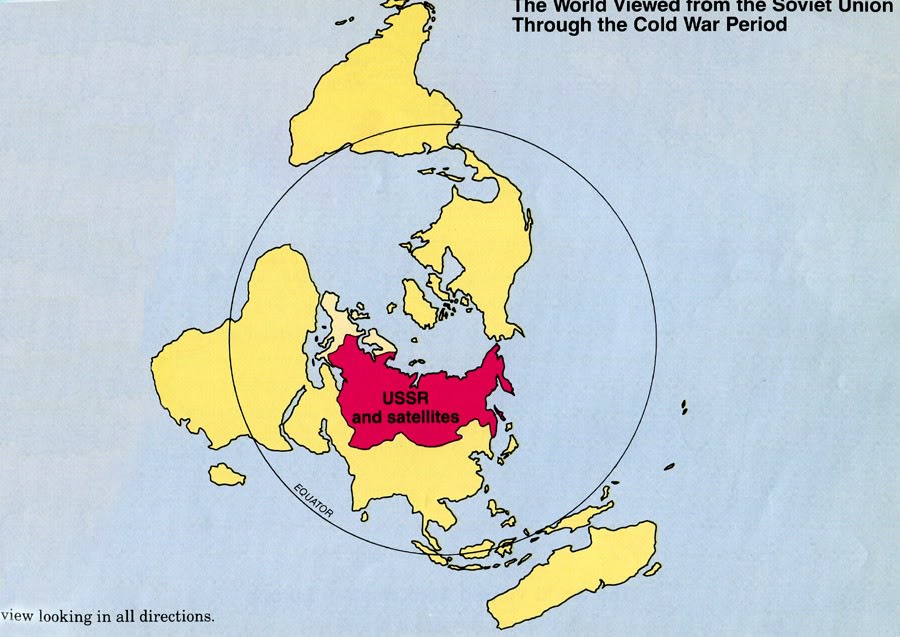 The World Viewed from the Soviet Union
Through the Cold War Period
USSR
and satellites
EQUATOR
view looking in all directions.